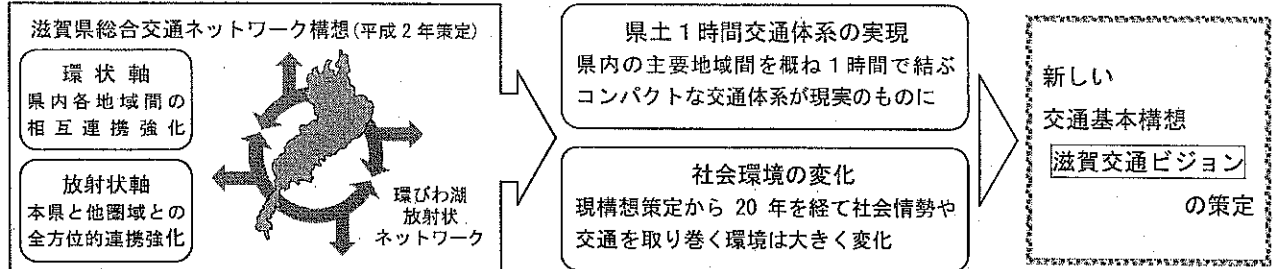 滋賀県総合交通ネットワーク構想(平成2年策定)
環状軸
県内各地域間の
相互連携強化
放射状軸
本県と他圏域との
全方位的連携強化
環びわ湖
放射状
ネットワーク
県土1時間交通体系の実現
県内の主要地域間を概ね1時間で結ぶ
コンパクトな交通体系が現実のものに
社会環境の変化
現構想策定から 20 年を経て社会情勢や
交通を取り巻く環境は大きく変化
新しい
交通基本構想
滋賀交通ビジョン
の策定